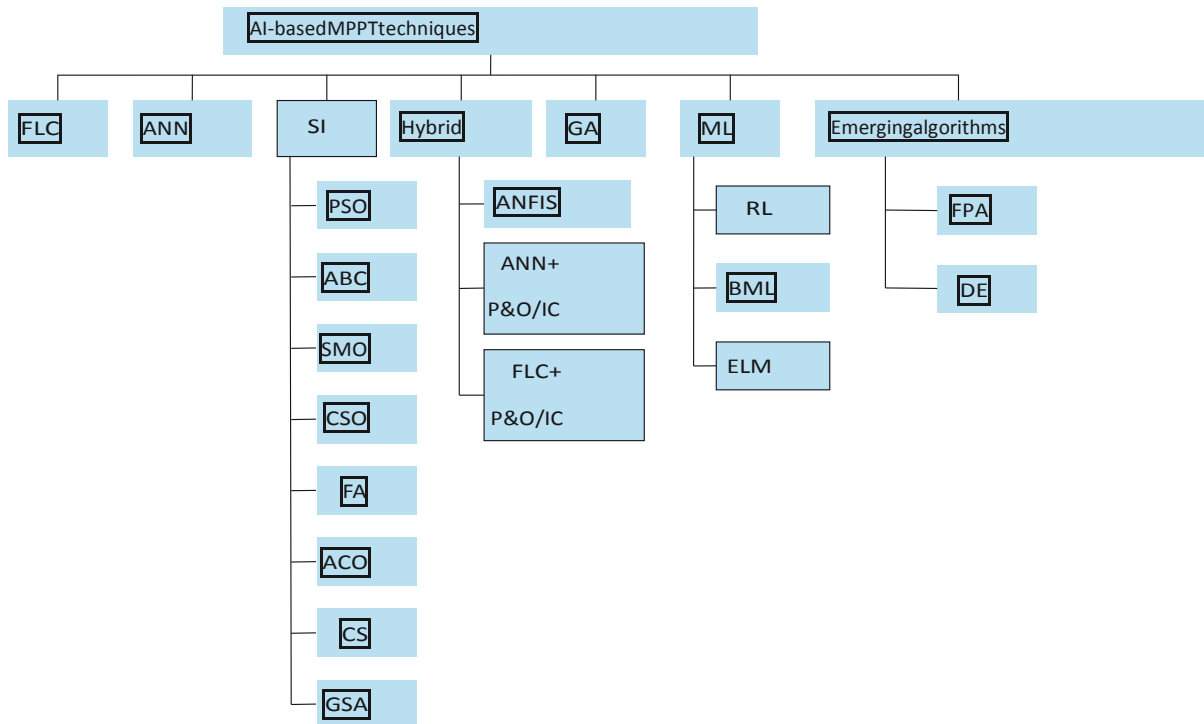 AI-basedMPPTtechniques
FLC
ANN
SI
Hybrid
GA
ML
Emergingalgorithms
PSO
ABC
SMO
CSO
FA
ACO
CS
GSA
ANFIS
ANN+
P&O/IC
FLC+
P&O/IC
RL
BML
ELM
FPA
DE